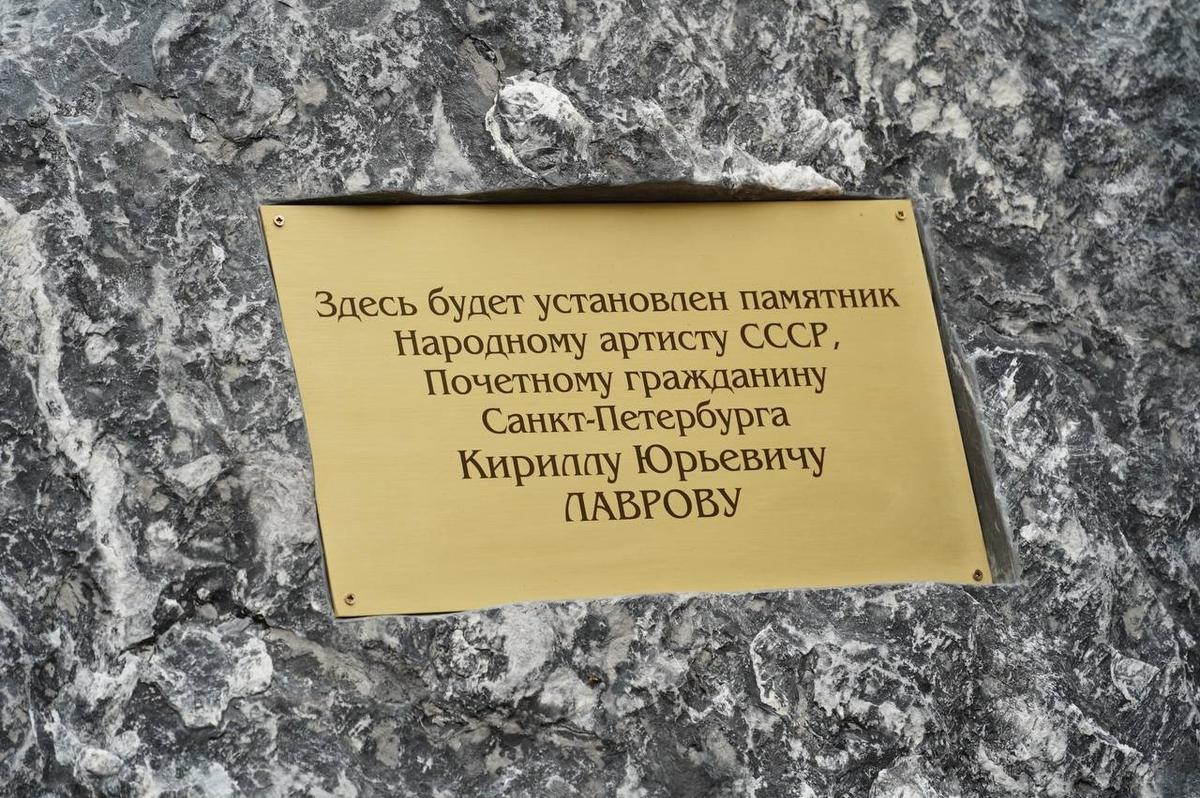 Здесь будет установлен памятник
Народному артисту СССР,
Почетному гражданину
Санкт-Петербурга
Кириллу Юрьевичу
ЛАВРОВУ